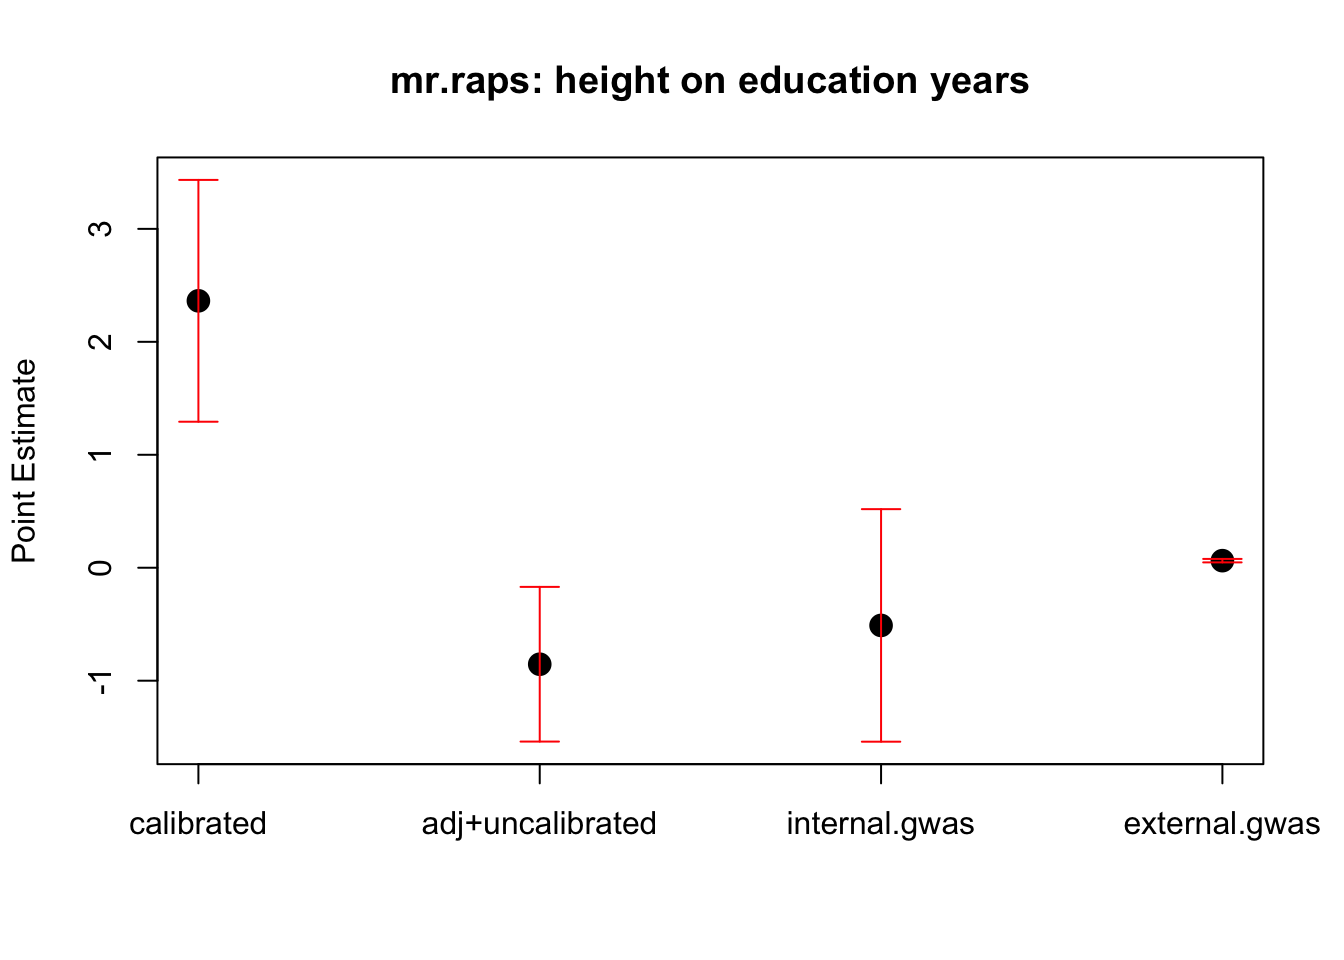 mr.raps: height on education years
Point Estimate
3
2
1
0
-1
calibrated
adj+uncalibrated
internal.gwas
external.gwas